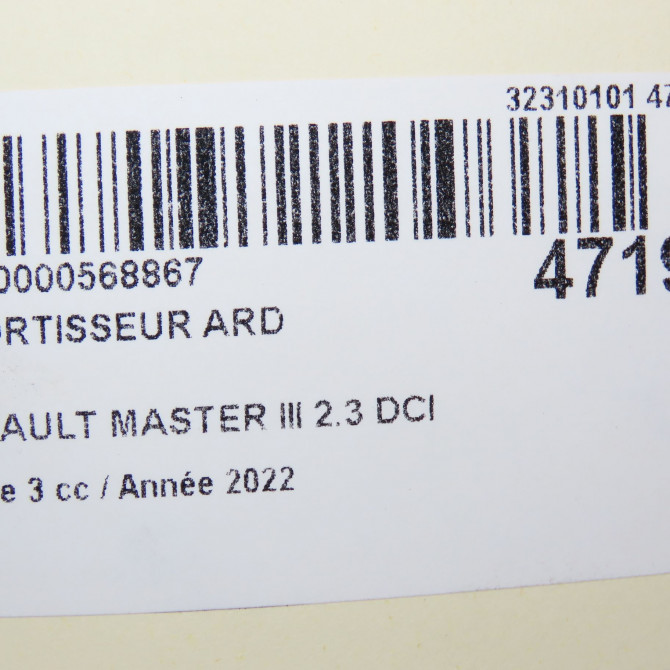 32310101 47
0000568867
4719
ORTISSEUR ARD
AULT MASTER III 2.3 DCI
e 3 cc / Année 2022